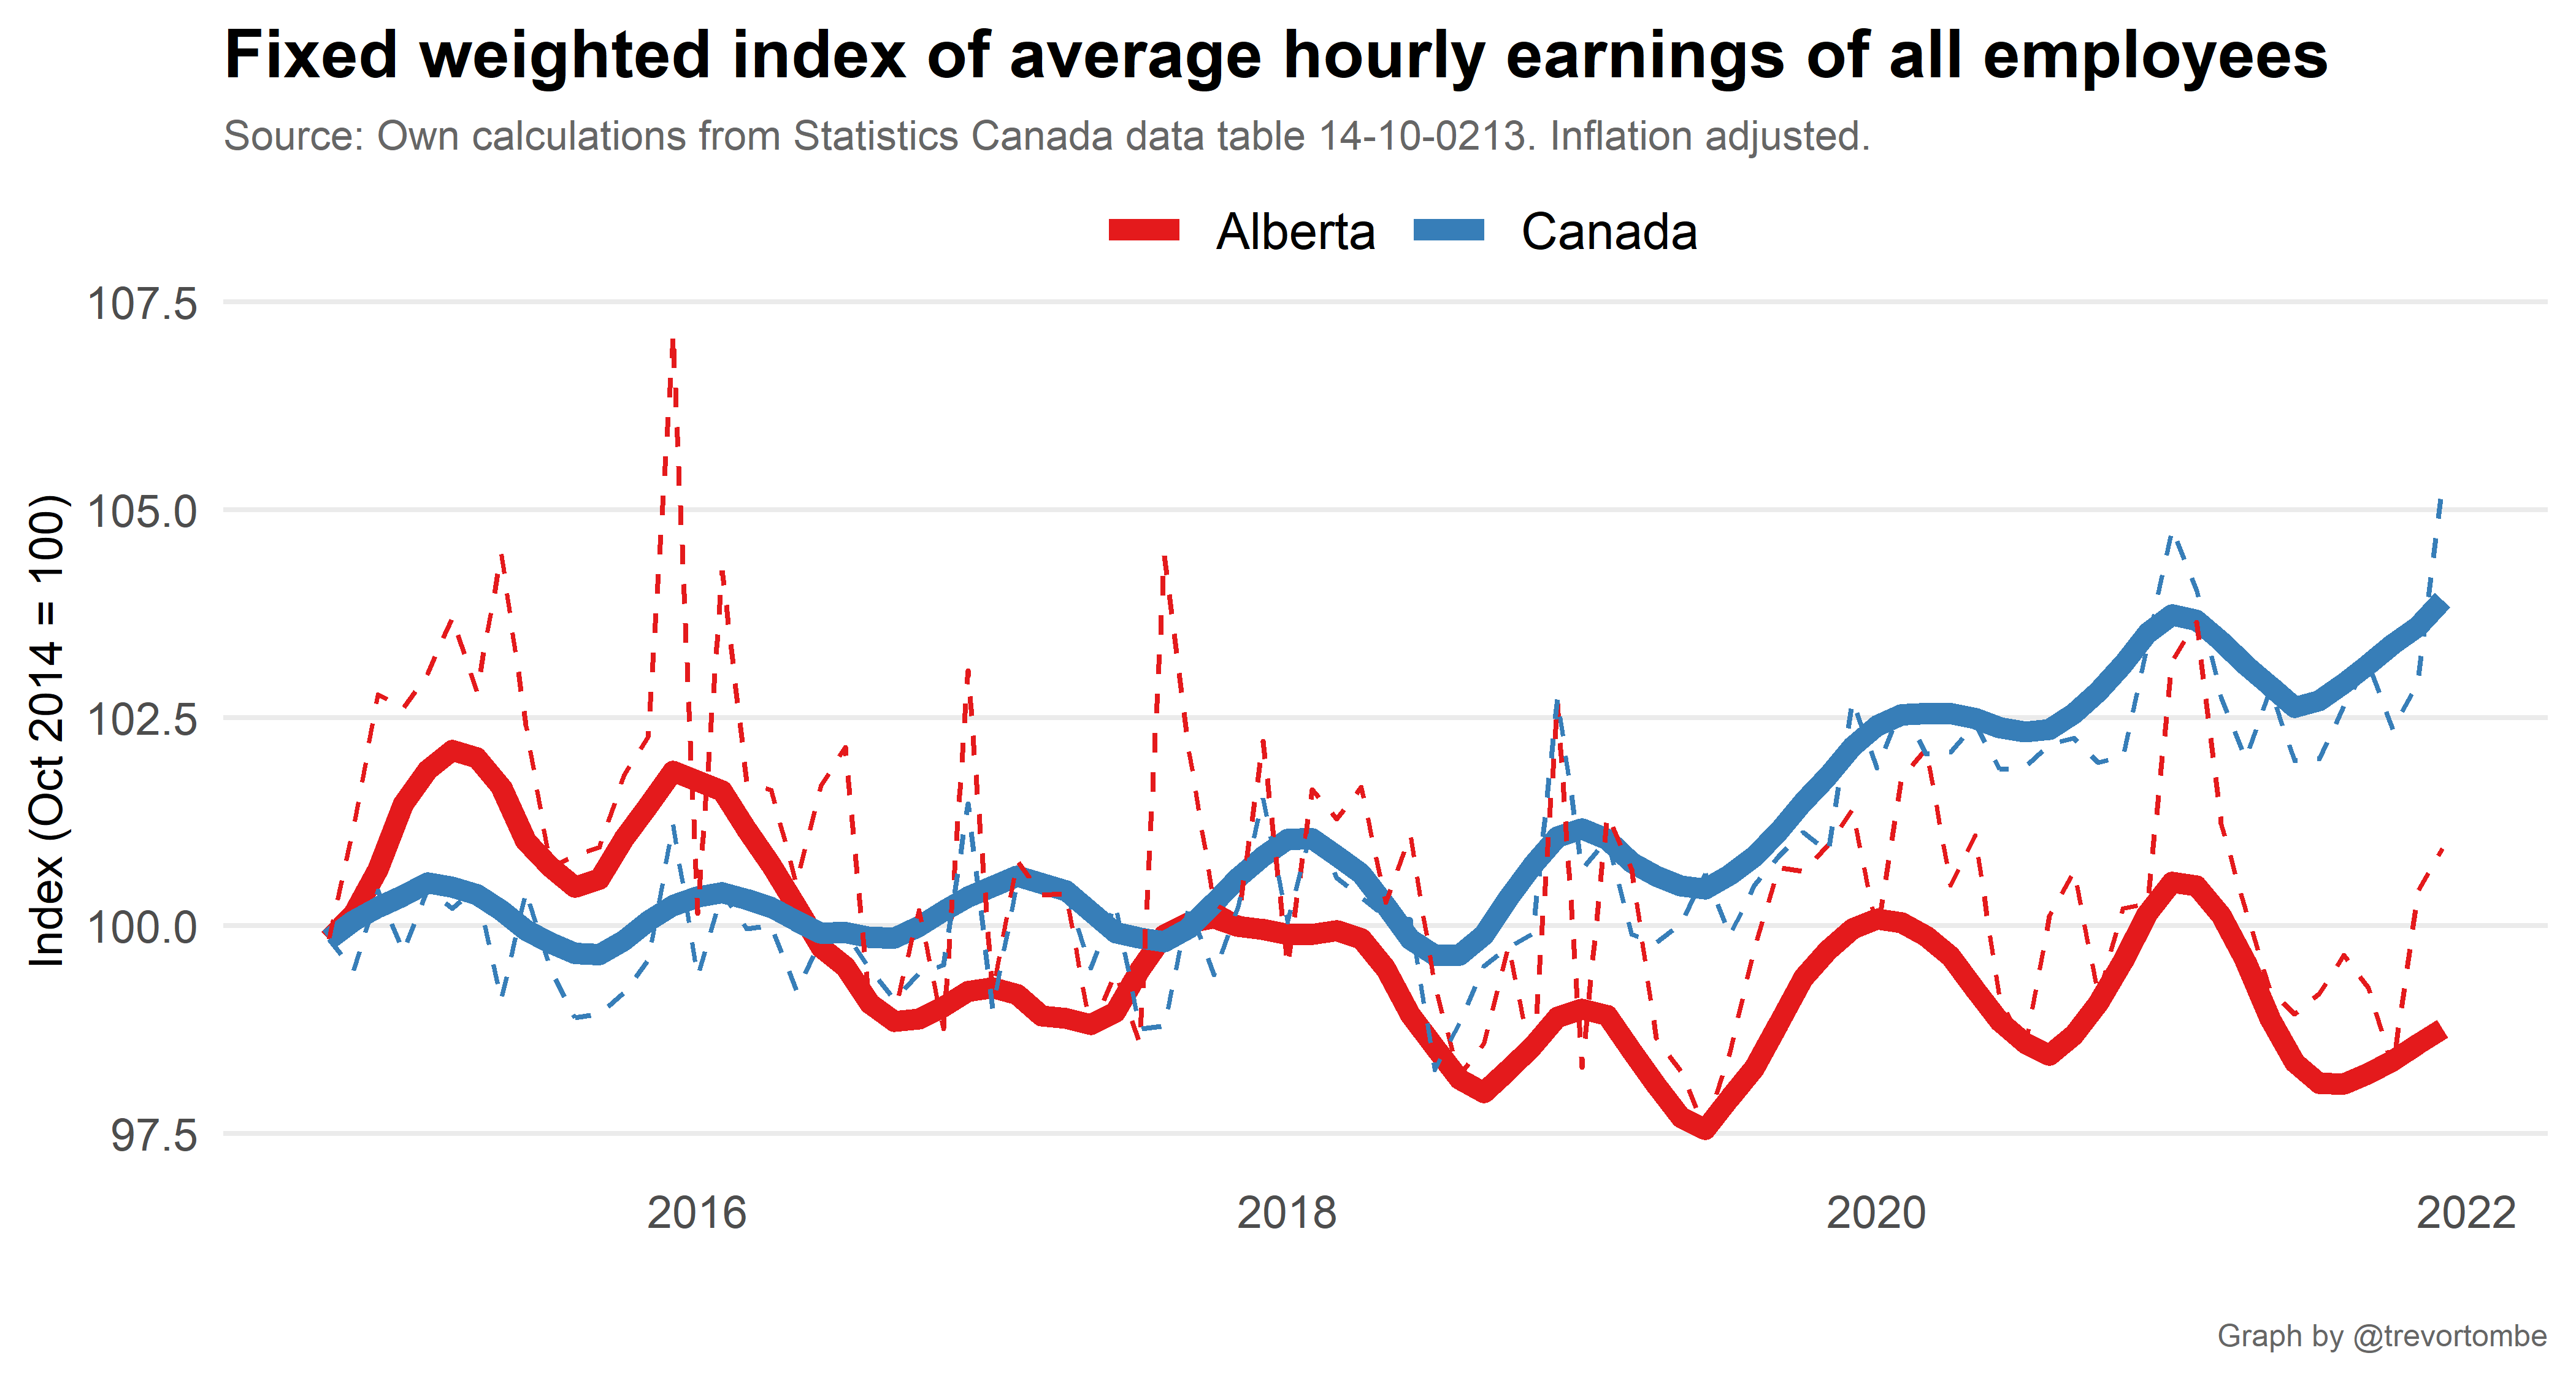 Fixed weighted index of average hourly earnings of all employees
Source: Own calculations from Statistics Canada data table 14-10-0213. Inflation adjusted.
Alberta Canada
107.5
105.0
102.5
100.0
97.5
Index (Oct 2014 = 100)
2016 2018 2020 2022
Graph by @trevortombe